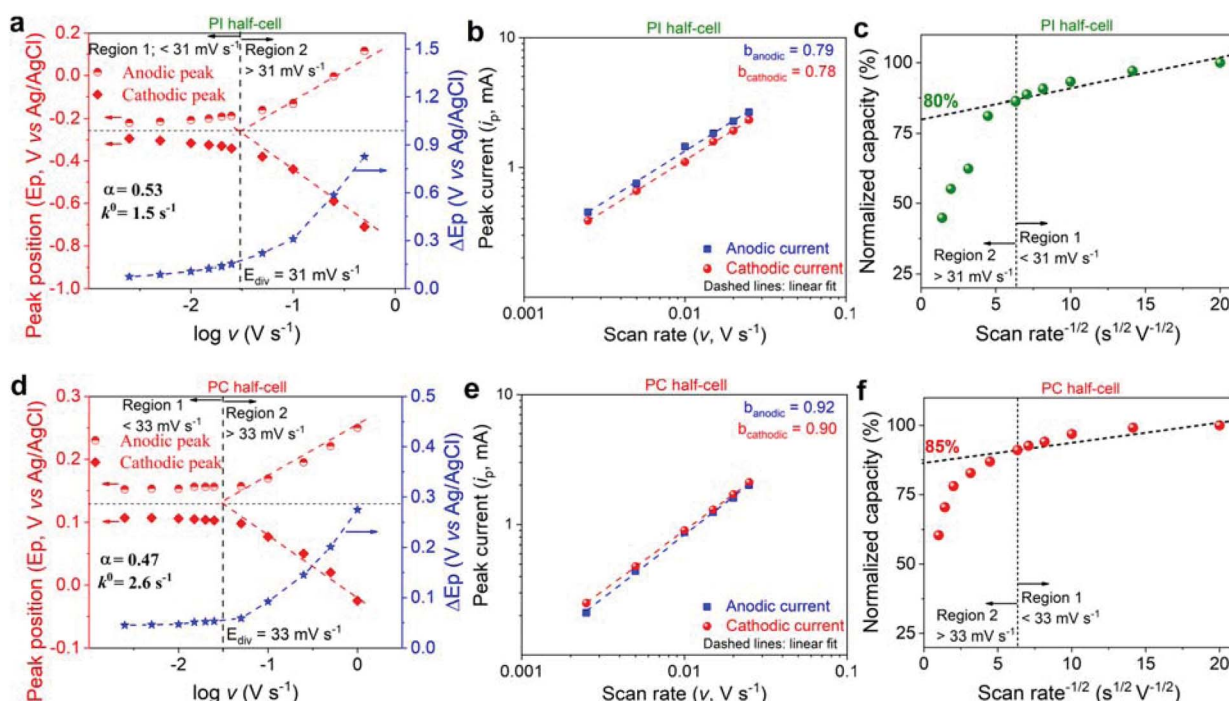 a
PI half-cell
Region 1; < 31 mV s⁻¹
Region 2
> 31 mV s⁻¹
Anodic peak
Cathodic peak
α = 0.53
k⁰= 1.5 s⁻¹
E_div = 31 mV s⁻¹
Peak position (Ep, V vs Ag/AgCl)
0.2
0.0
-0.2
-0.4
-0.6
-0.8
-1.0
ΔEp (V vs Ag/AgCl)
1.5
1.2
0.9
0.6
0.3
0.0
-2
-1
0
log v (V s⁻¹)
b
PI half-cell
b_anodic = 0.79
b_cathodic = 0.78
Anodic current
Cathodic current
Dashed lines: linear fit
Peak current (i_p, mA)
10
1
0.001
0.01
0.1
Scan rate (v, V s⁻¹)
c
PI half-cell
80%
Region 1
< 31 mV s⁻¹
Region 2
> 31 mV s⁻¹
Normalized capacity (%)
100
75
50
25
0
5
10
15
20
Scan rate⁻¹/² (s¹/² V⁻¹/²)
d
PC half-cell
Region 1
< 33 mV s⁻¹
Region 2
> 33 mV s⁻¹
Anodic peak
Cathodic peak
α = 0.47
k⁰= 2.6 s⁻¹
E_div = 33 mV s⁻¹
Peak position (Ep, V vs Ag/AgCl)
0.3
0.2
0.1
0.0
-0.1
ΔEp (V vs Ag/AgCl)
0.5
0.4
0.3
0.2
0.1
0.0
-2
-1
0
log v (V s⁻¹)
e
PC half-cell
b_anodic = 0.92
b_cathodic = 0.90
Anodic current
Cathodic current
Dashed lines: linear fit
Peak current (i_p, mA)
10
1
0.001
0.01
0.1
Scan rate (v, V s⁻¹)
f
PC half-cell
85%
Region 1
< 33 mV s⁻¹
Region 2
> 33 mV s⁻¹
Normalized capacity (%)
100
75
50
25
0
5
10
15
20
Scan rate⁻¹/² (s¹/² V⁻¹/²)